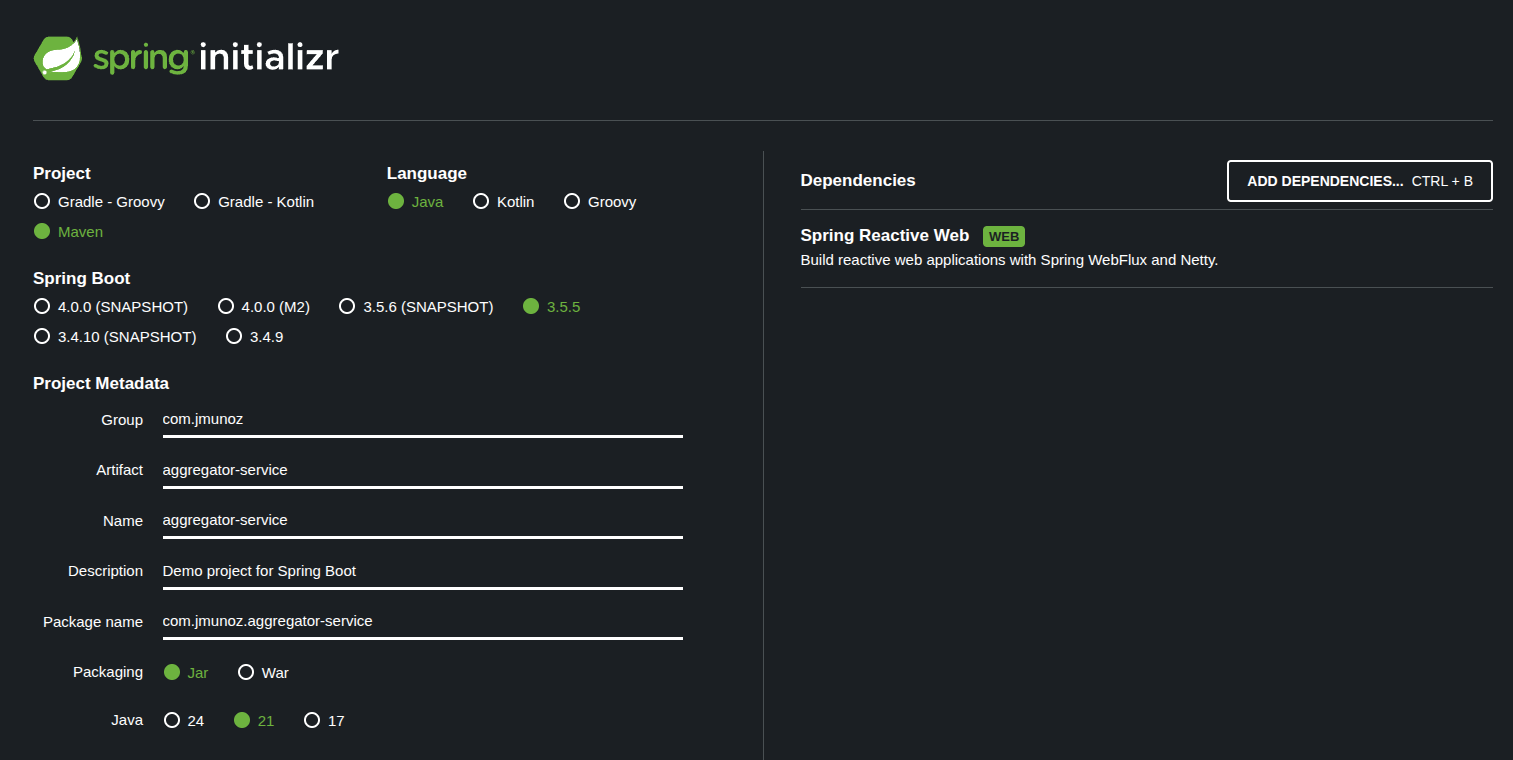 spring initializr
Project
Gradle - Groovy Gradle - Kotlin
Maven
Language
Java Kotlin Groovy
Spring Boot
4.0.0 (SNAPSHOT) 4.0.0 (M2) 3.5.6 (SNAPSHOT) 3.5.5
3.4.10 (SNAPSHOT) 3.4.9
Project Metadata
Group com.jmunoz
Artifact aggregator-service
Name aggregator-service
Description Demo project for Spring Boot
Package name com.jmunoz.aggregator-service
Packaging Jar War
Java 24 21 17
Dependencies ADD DEPENDENCIES... CTRL + B
Spring Reactive Web WEB
Build reactive web applications with Spring WebFlux and Netty.